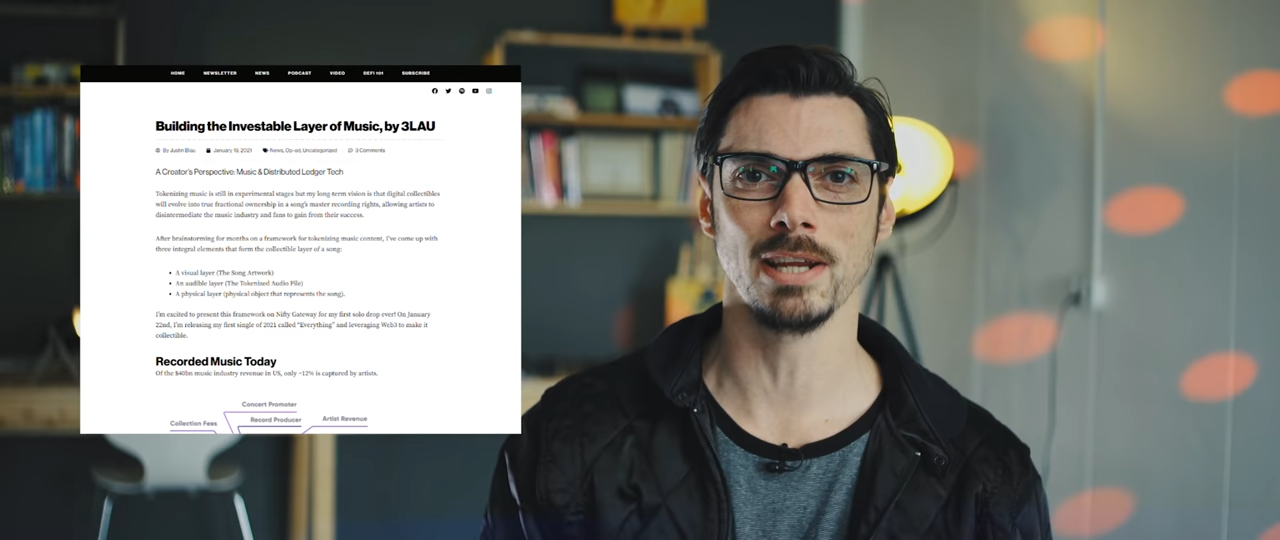 HOME NEWSLETTER NEWS PODCAST VIDEO DEFI 101 SUBSCRIBE
Building the Investable Layer of Music, by 3LAU
By Justin Blau January 19, 2021 News, Op-ed, Uncategorized 3 Comments
A Creator's Perspective: Music & Distributed Ledger Tech
Tokenizing music is still in experimental stages but my long-term vision is that digital collectibles
will evolve into true fractional ownership in a song's master recording rights, allowing artists to
disintermediate the music industry and fans to gain from their success.
After brainstorming for months on a framework for tokenizing music content, I've come up with
three integral elements that form the collectible layer of a song:
• A visual layer (The Song Artwork)
• An audible layer (The Tokenized Audio File)
• A physical layer (physical object that represents the song).
I'm excited to present this framework on Nifty Gateway for my first solo drop ever! On January
22nd, I'm releasing my first single of 2021 called "Everything" and leveraging Web3 to make it
collectible.
Recorded Music Today
Of the $40bn music industry revenue in US, only ~12% is captured by artists.
Concert Promoter
Collection Fees Record Producer Artist Revenue